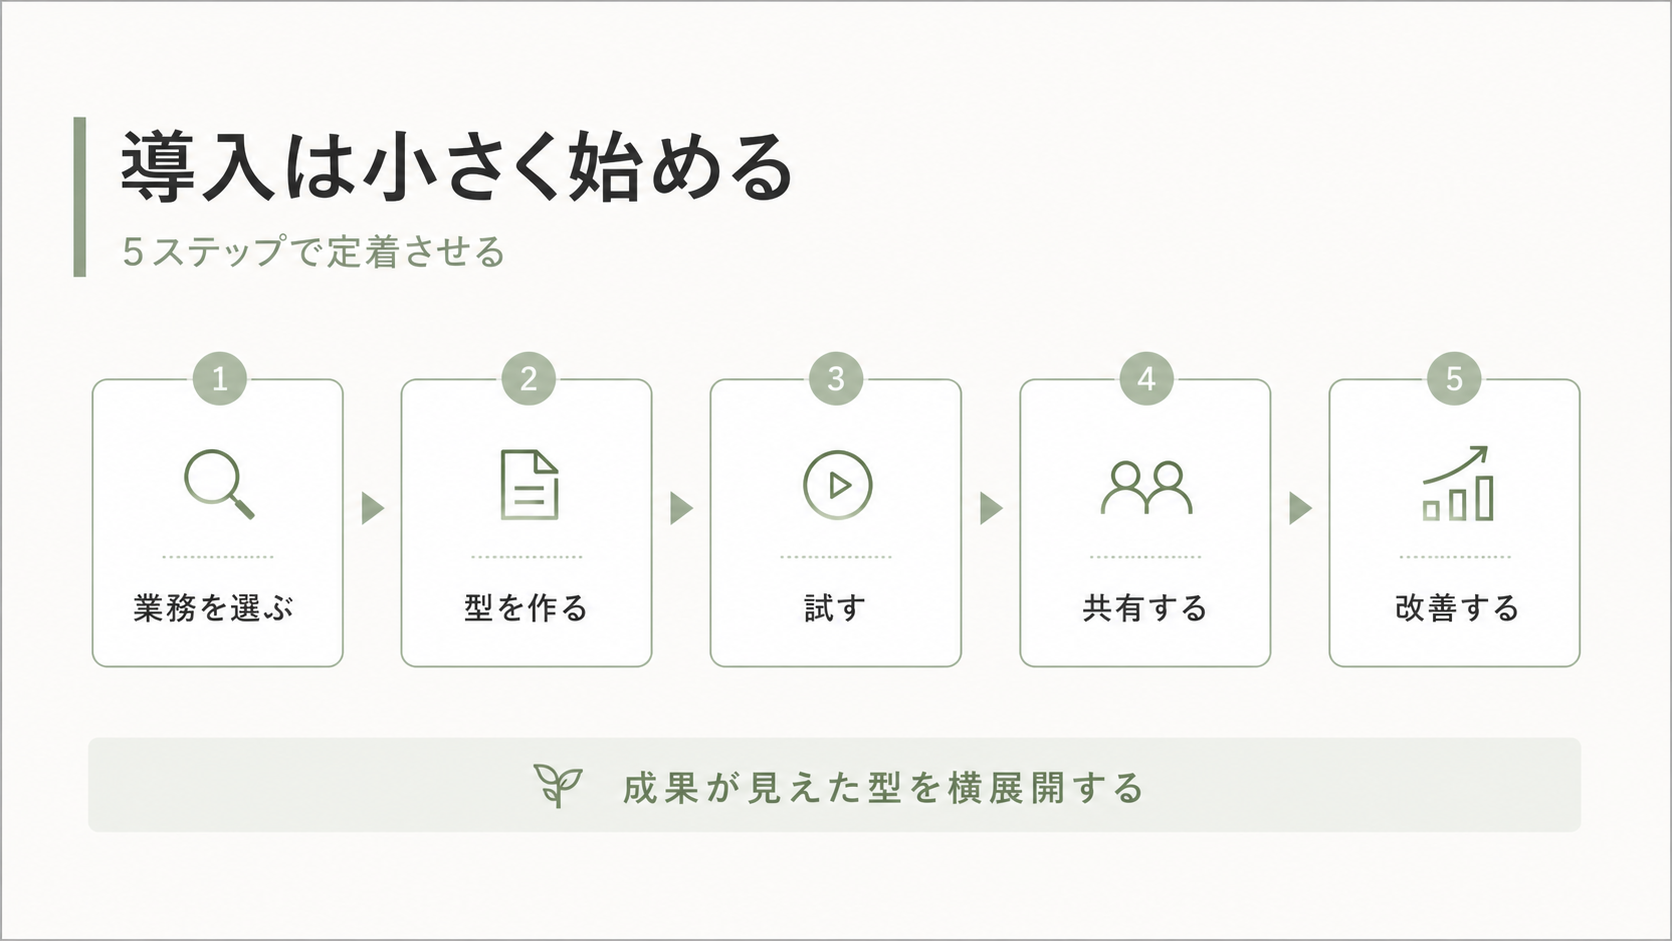 導入は小さく始める
5ステップで定着させる
1
業務を選ぶ
2
型を作る
3
試す
4
共有する
5
改善する
成果が見えた型を横展開する